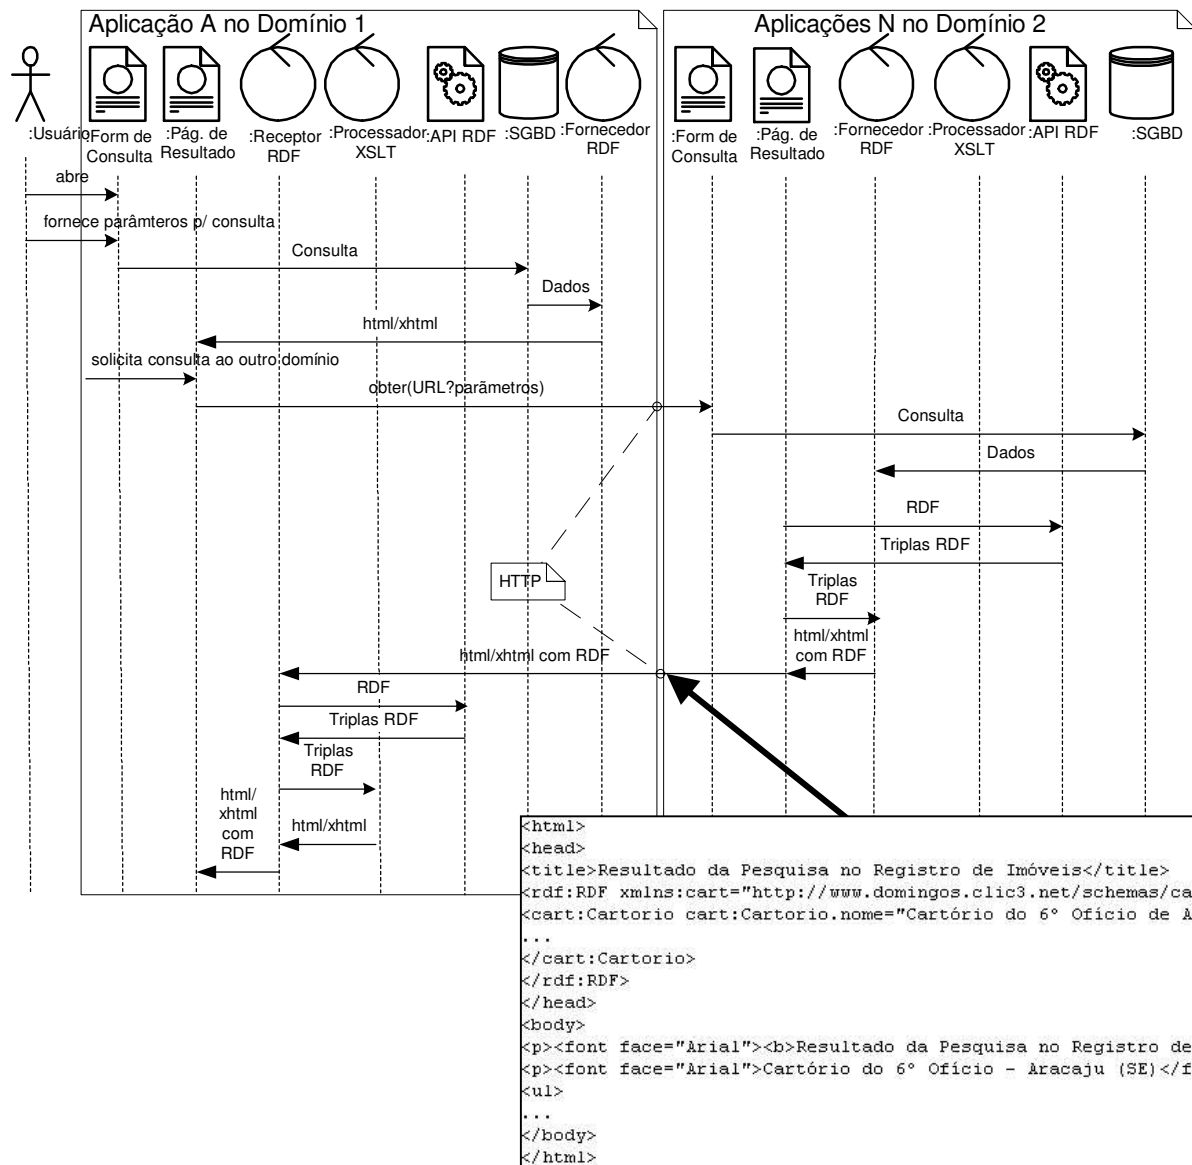 Aplicação A no Domínio 1
Aplicações N no Domínio 2
:Usuário
:Form de
Consulta
:Pág. de
Resultado
:Receptor
RDF
:Processador
XSLT
:API RDF
:SGBD
:Fornecedor
RDF
:Form de
Consulta
:Pág. de
Resultado
:Fornecedor
RDF
:Processador
XSLT
:API RDF
:SGBD
abre
fornece parâmteros p/ consulta
Consulta
Dados
html/xhtml
solicita consulta ao outro domínio
obter(URL?parãmetros)
Consulta
Dados
RDF
Triplas RDF
HTTP
Triplas
RDF
html/xhtml
com RDF
html/xhtml com RDF
RDF
Triplas RDF
Triplas
RDF
html/
xhtml
com
RDF
html/xhtml
<html>
<head>
<title>Resultado da Pesquisa no Registro de Imóveis</title>
<rdf:RDF xmlns:cart="http://www.domingos.clic3.net/schemas/ca
<cart:Cartorio cart:Cartorio.nome="Cartório do 6º Ofício de A
...
</cart:Cartorio>
</rdf:RDF>
</head>
<body>
<p><font face="Arial"><b>Resultado da Pesquisa no Registro de
<p><font face="Arial">Cartório do 6º Ofício - Aracaju (SE)</f
<ul>
...
</body>
</html>